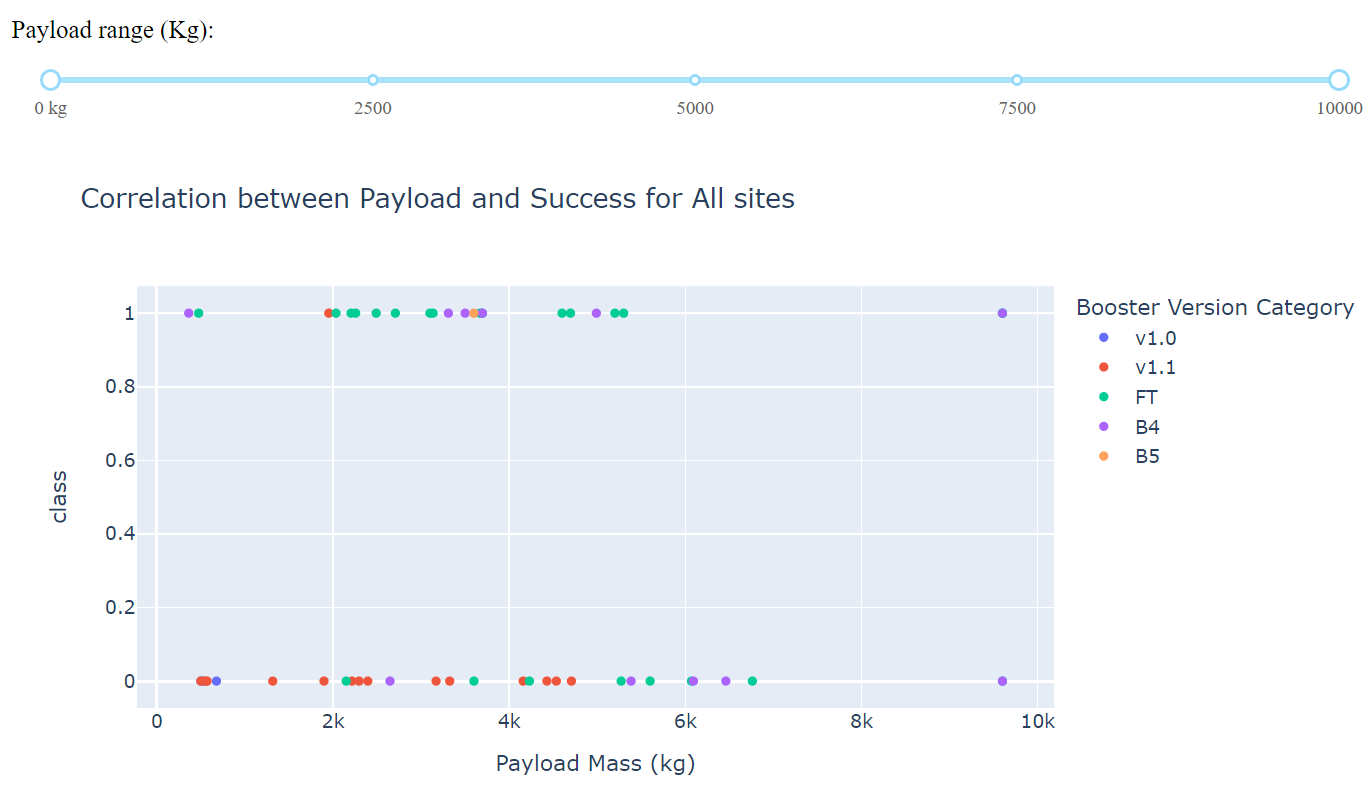 Payload range (Kg):
0 kg 2500 5000 7500 10000
Correlation between Payload and Success for All sites
Booster Version Category
v1.0
v1.1
FT
B4
B5
1
0.8
0.6
0.4
0.2
0
class
0 2k 4k 6k 8k 10k
Payload Mass (kg)